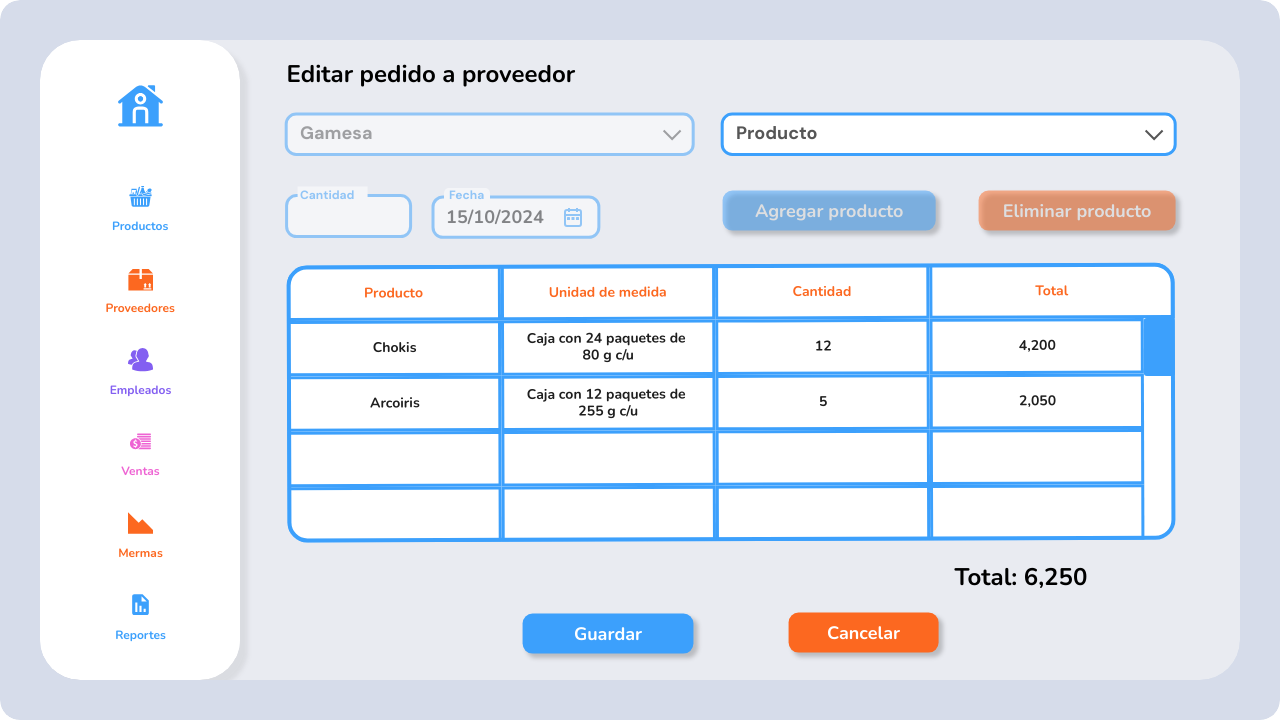 Editar pedido a proveedor
Gamesa
Producto
Cantidad
Fecha
15/10/2024
Agregar producto
Eliminar producto
Productos
Proveedores
Empleados
Ventas
Mermas
Reportes
Producto
Unidad de medida
Cantidad
Total
Chokis
Caja con 24 paquetes de
80 g c/u
12
4,200
Arcoiris
Caja con 12 paquetes de
255 g c/u
5
2,050
Total: 6,250
Guardar
Cancelar